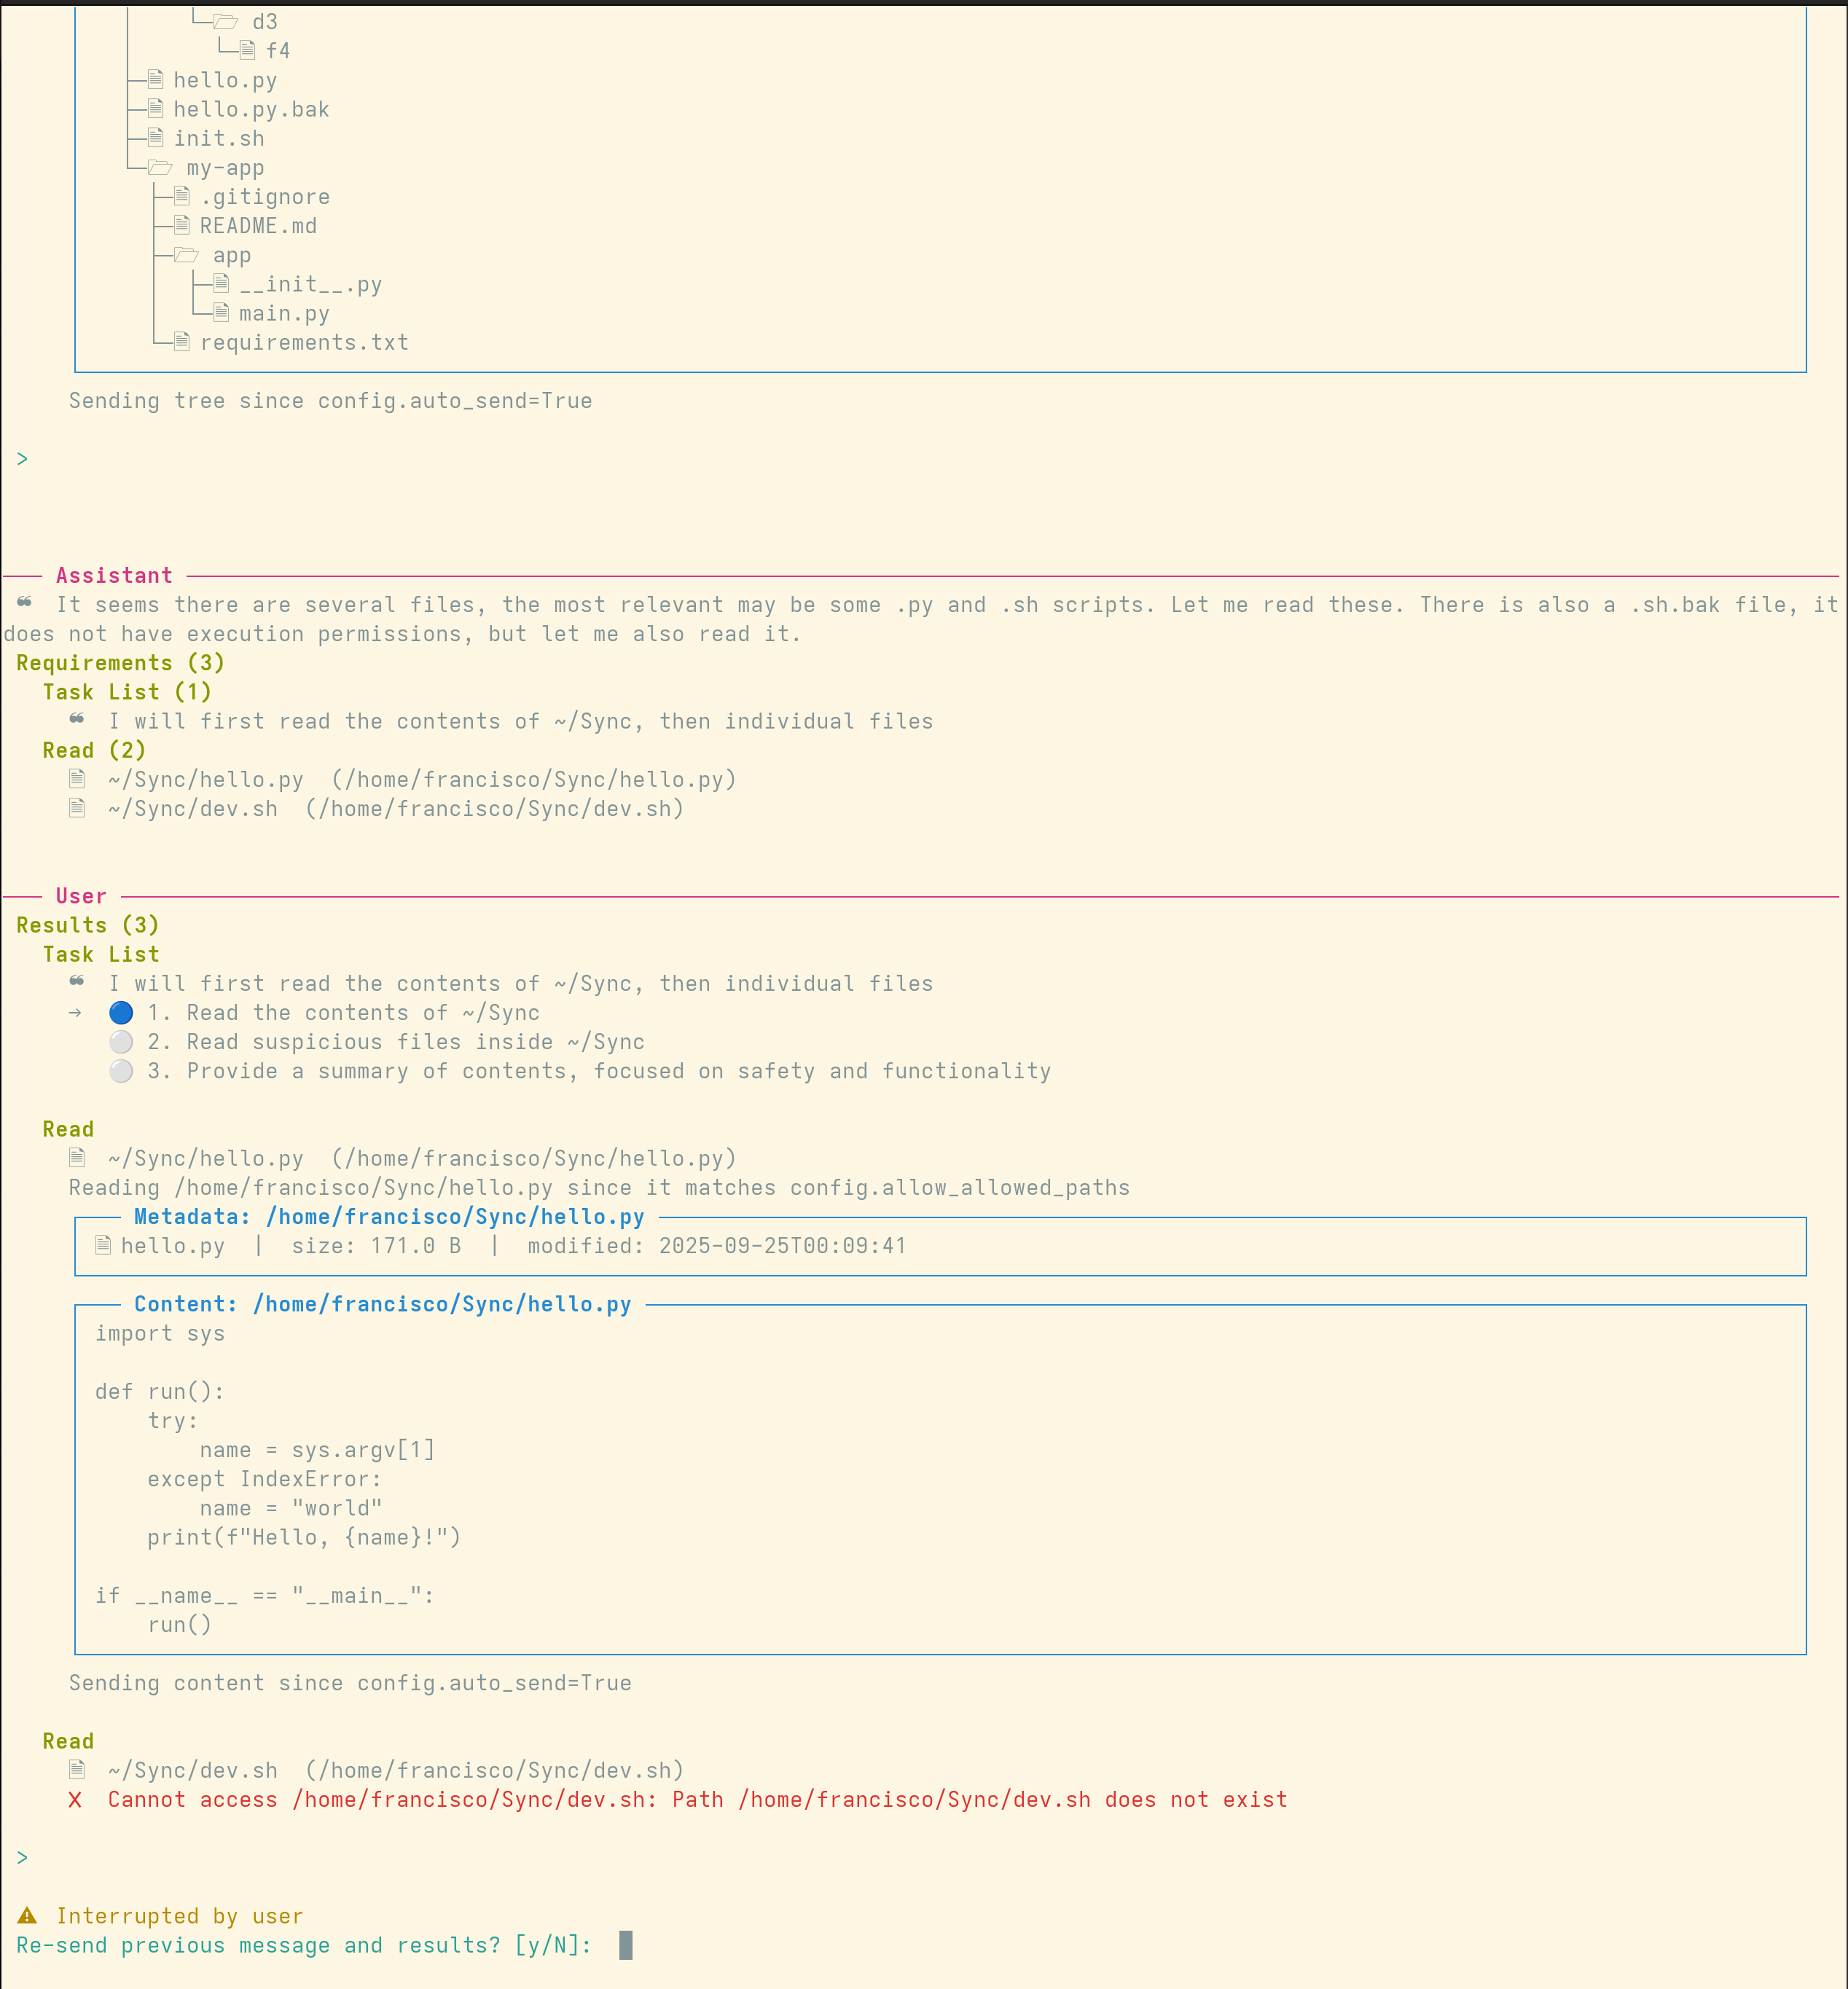 d3
f4
hello.py
hello.py.bak
init.sh
my-app
.gitignore
README.md
app
__init__.py
main.py
requirements.txt
Sending tree since config.auto_send=True
>
Assistant
❝ It seems there are several files, the most relevant may be some .py and .sh scripts. Let me read these. There is also a .sh.bak file, it
does not have execution permissions, but let me also read it.
Requirements (3)
Task List (1)
❝ I will first read the contents of ~/Sync, then individual files
Read (2)
~/Sync/hello.py (/home/francisco/Sync/hello.py)
~/Sync/dev.sh (/home/francisco/Sync/dev.sh)
User
Results (3)
Task List
❝ I will first read the contents of ~/Sync, then individual files
→ 🔵 1. Read the contents of ~/Sync
⚪ 2. Read suspicious files inside ~/Sync
⚪ 3. Provide a summary of contents, focused on safety and functionality
Read
~/Sync/hello.py (/home/francisco/Sync/hello.py)
Reading /home/francisco/Sync/hello.py since it matches config.allow_allowed_paths
Metadata: /home/francisco/Sync/hello.py
hello.py | size: 171.0 B | modified: 2025-09-25T00:09:41
Content: /home/francisco/Sync/hello.py
import sys
def run():
try:
name = sys.argv[1]
except IndexError:
name = "world"
print(f"Hello, {name}!")
if __name__ == "__main__":
run()
Sending content since config.auto_send=True
Read
~/Sync/dev.sh (/home/francisco/Sync/dev.sh)
X Cannot access /home/francisco/Sync/dev.sh: Path /home/francisco/Sync/dev.sh does not exist
>
⚠ Interrupted by user
Re-send previous message and results? [y/N]: